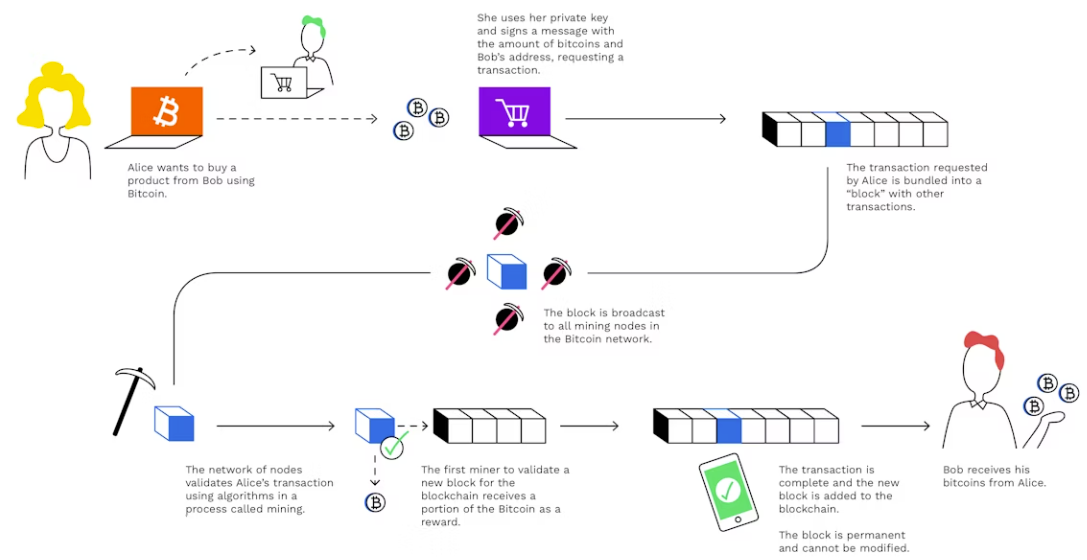 She uses her private key
and signs a message with
the amount of bitcoins and
Bob's address, requesting a
transaction.
Alice wants to buy a
product from Bob using
Bitcoin.
The transaction requested
by Alice is bundled into a
“block” with other
transactions.
The block is broadcast
to all mining nodes in
the Bitcoin network.
The network of nodes
validates Alice's transaction
using algorithms in a
process called mining.
The first miner to validate a
new block for the
blockchain receives a
portion of the Bitcoin as a
reward.
The transaction is
complete and the new
block is added to the
blockchain.
The block is permanent
and cannot be modified.
Bob receives his
bitcoins from Alice.